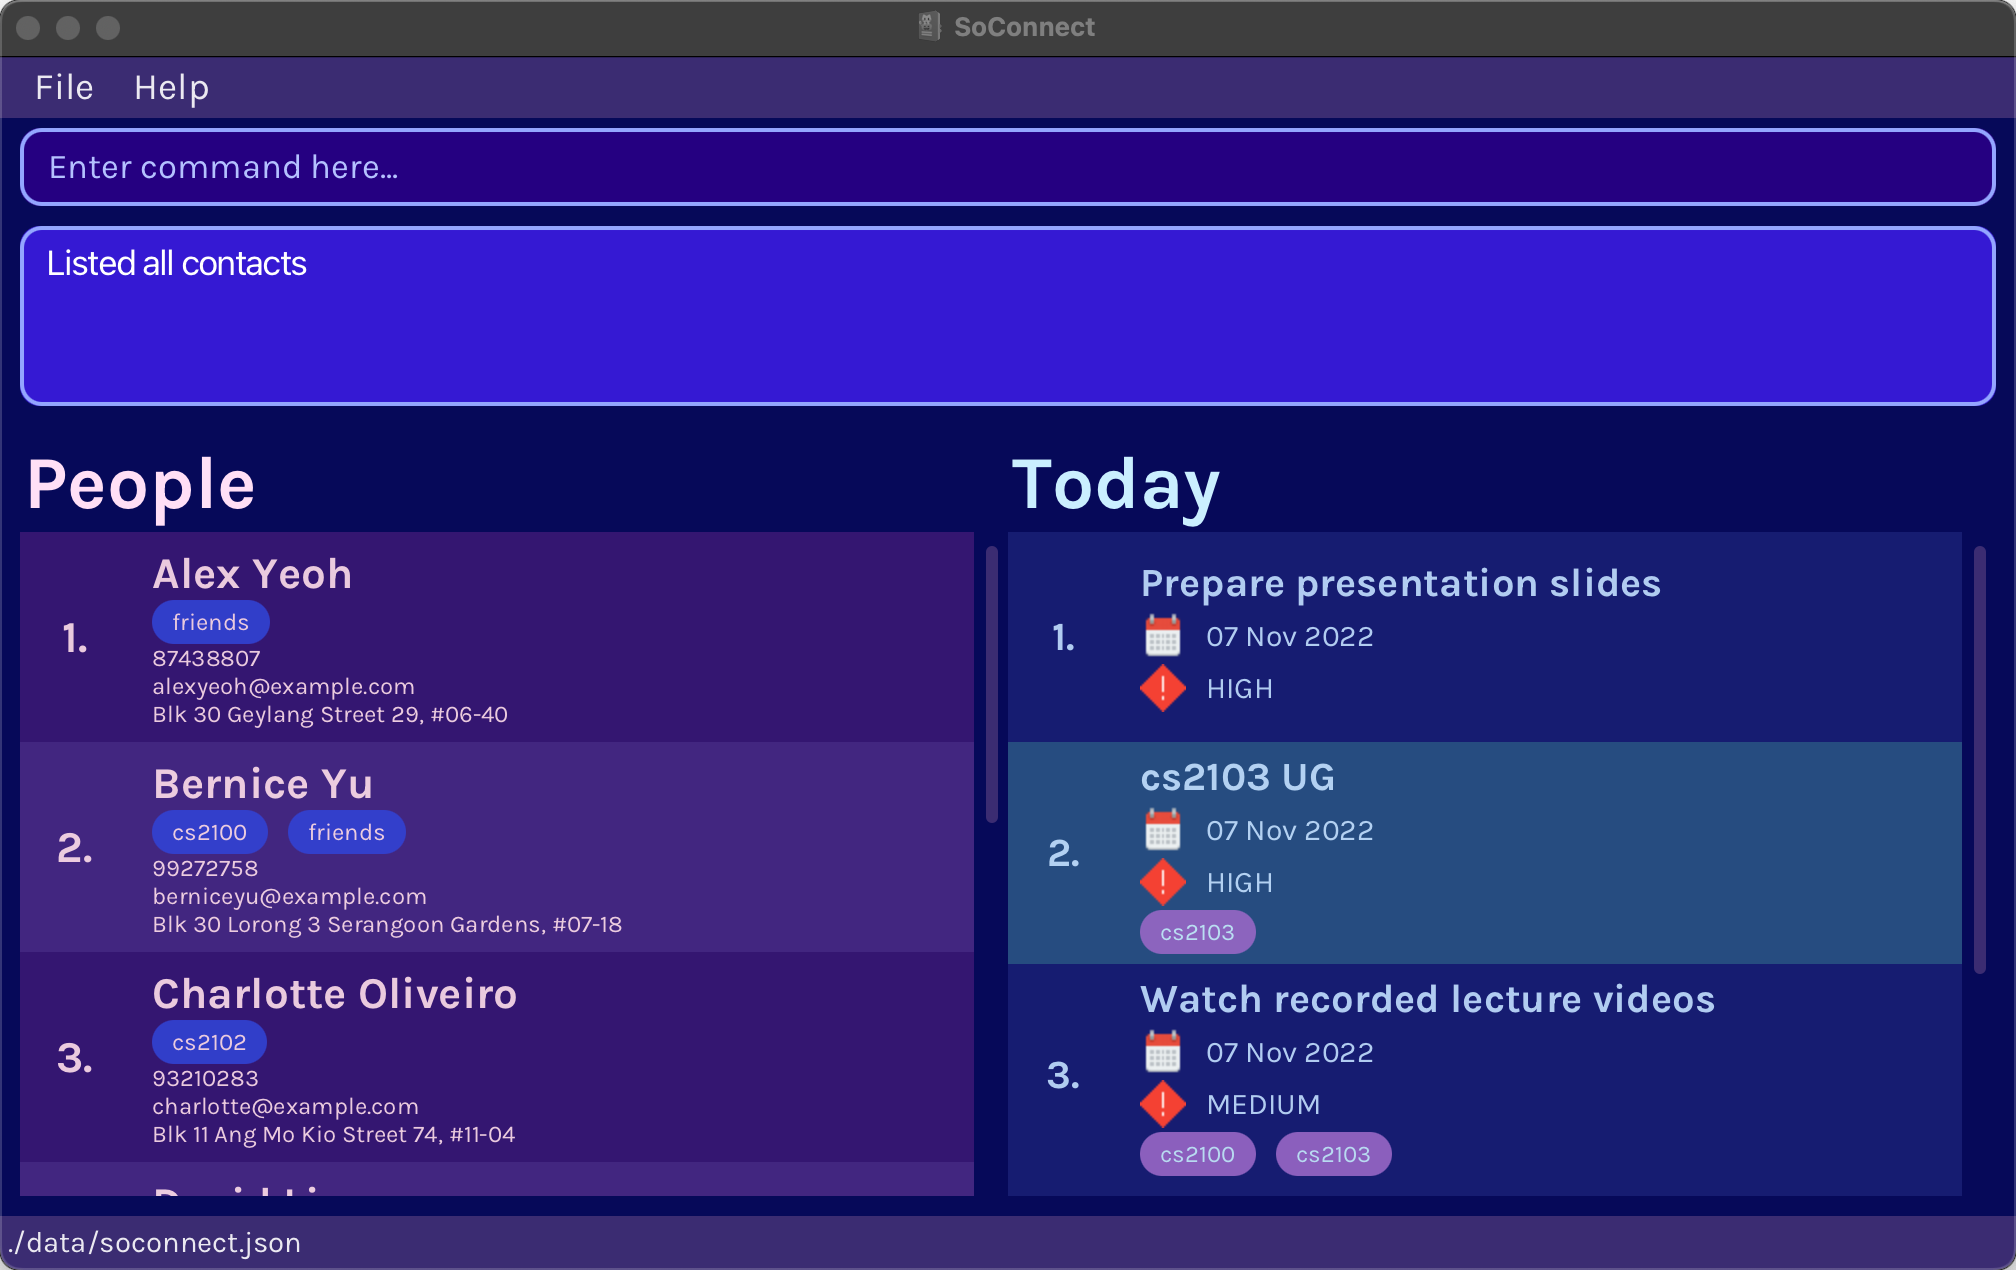 SoConnect
File Help
Enter command here...
Listed all contacts
People
1.
Alex Yeoh
friends
87438807
alexyeoh@example.com
Blk 30 Geylang Street 29, #06-40
2.
Bernice Yu
cs2100 friends
99272758
berniceyu@example.com
Blk 30 Lorong 3 Serangoon Gardens, #07-18
3.
Charlotte Oliveiro
cs2102
93210283
charlotte@example.com
Blk 11 Ang Mo Kio Street 74, #11-04
Today
1.
Prepare presentation slides
07 Nov 2022
HIGH
2.
cs2103 UG
07 Nov 2022
HIGH
cs2103
3.
Watch recorded lecture videos
07 Nov 2022
MEDIUM
cs2100 cs2103
./data/soconnect.json